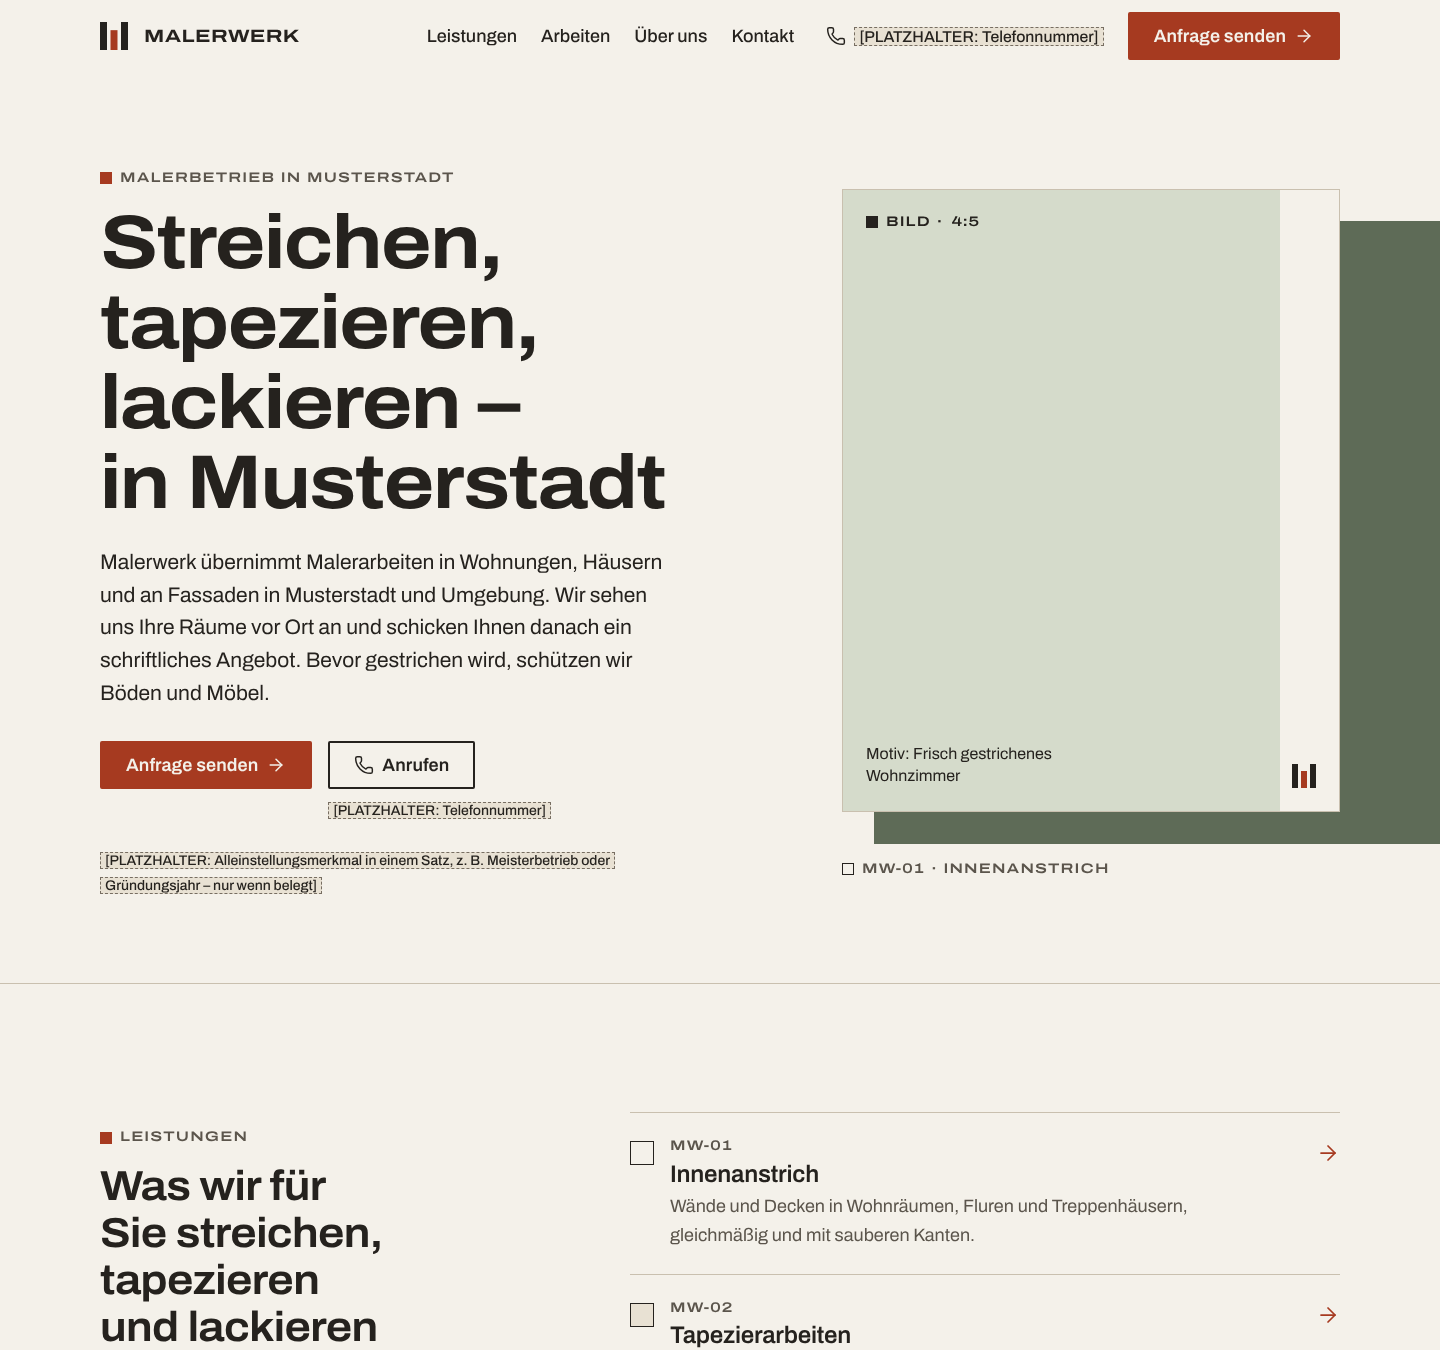 MALERWERK
Leistungen
Arbeiten
Über uns
Kontakt
[PLATZHALTER: Telefonnummer]
Anfrage senden
MALERBETRIEB IN MUSTERSTADT
Streichen,
tapezieren,
lackieren –
in Musterstadt
Malerwerk übernimmt Malerarbeiten in Wohnungen, Häusern
und an Fassaden in Musterstadt und Umgebung. Wir sehen
uns Ihre Räume vor Ort an und schicken Ihnen danach ein
schriftliches Angebot. Bevor gestrichen wird, schützen wir
Böden und Möbel.
Anfrage senden
Anrufen
[PLATZHALTER: Telefonnummer]
[PLATZHALTER: Alleinstellungsmerkmal in einem Satz, z. B. Meisterbetrieb oder
Gründungsjahr – nur wenn belegt]
BILD · 4:5
Motiv: Frisch gestrichenes
Wohnzimmer
MW-01 · INNENANSTRICH
LEISTUNGEN
Was wir für
Sie streichen,
tapezieren
und lackieren
MW-01
Innenanstrich
Wände und Decken in Wohnräumen, Fluren und Treppenhäusern,
gleichmäßig und mit sauberen Kanten.
MW-02
Tapezierarbeiten